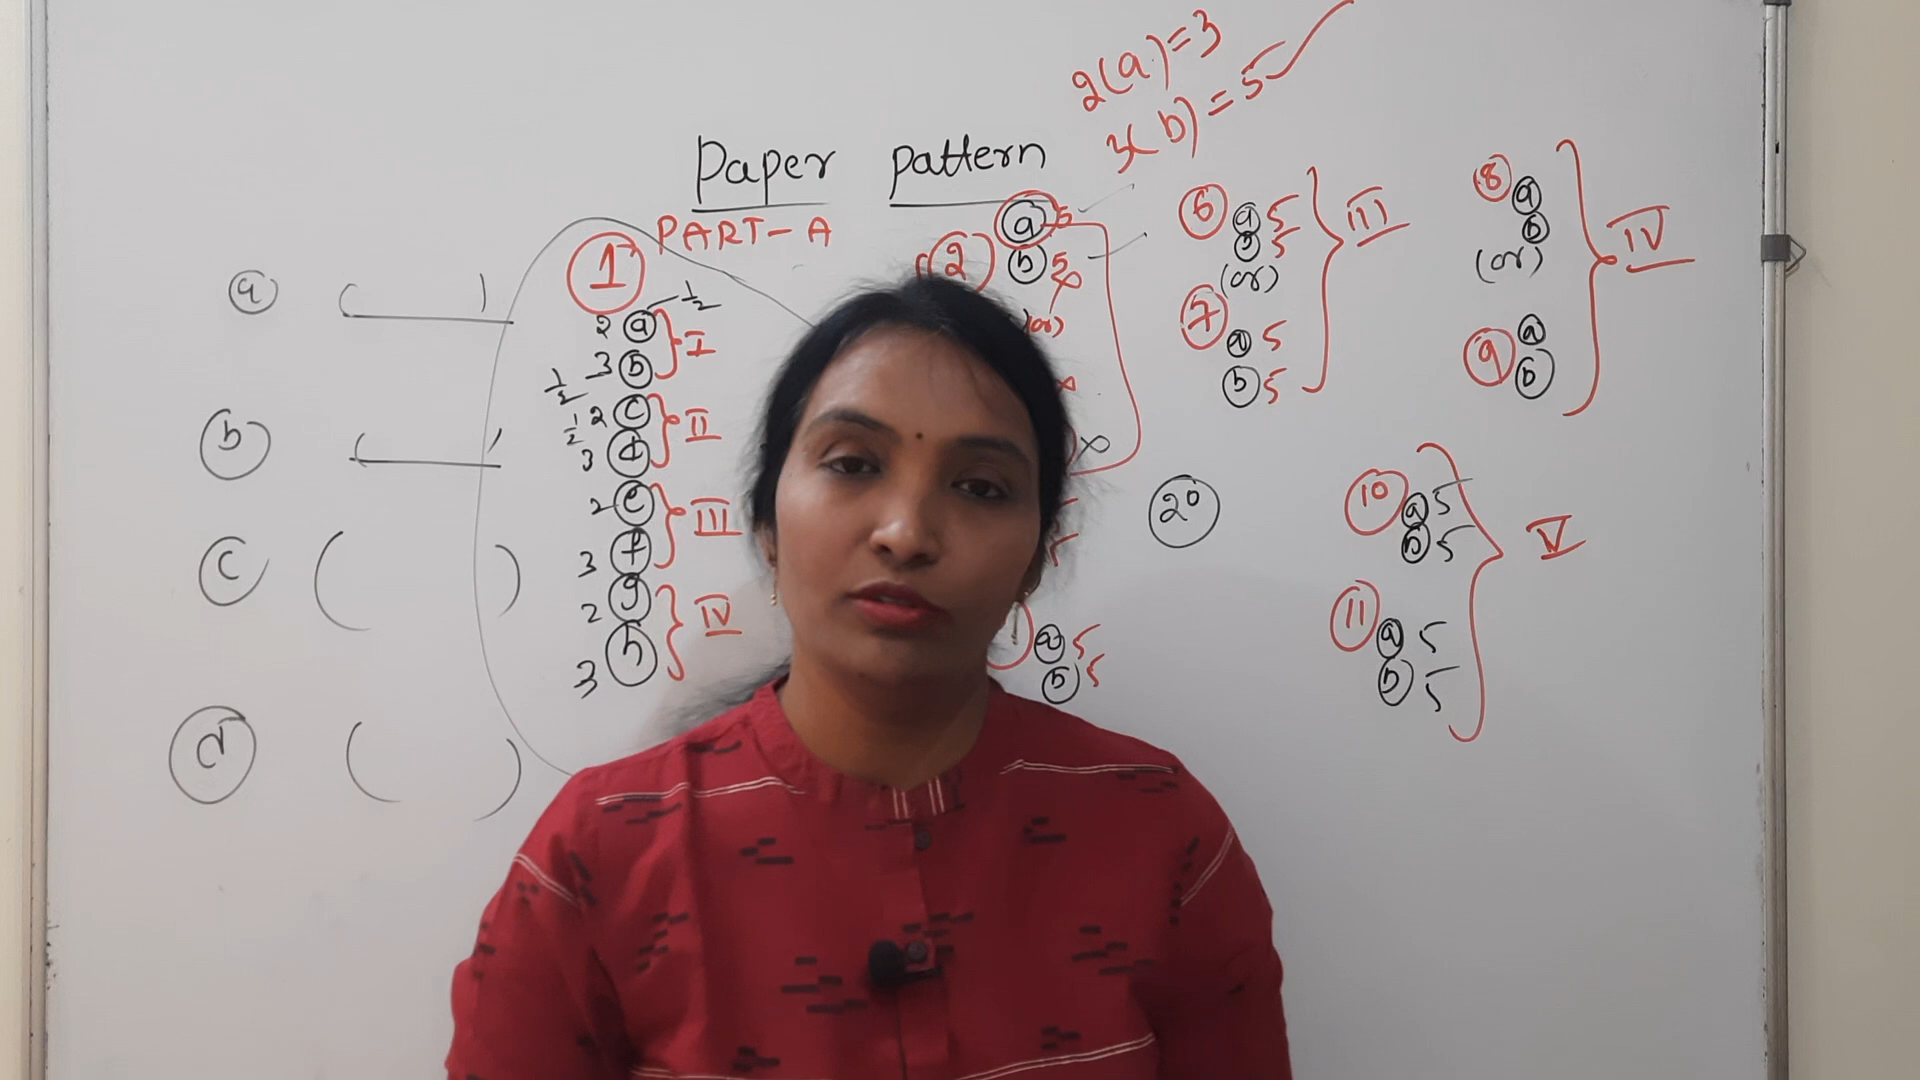 2(a)=3
3(b)=5
Paper pattern
PART-A
1
2 a 1/2
3 b
I
1/2
1/2 2 c
3 d
II
2 e
3 f
III
2 g
3 h
IV
a
b
c
d
2
a 5
b 5
(or)
a 5
b 5
6
a 5
b 5
(or)
7
a 5
b 5
III
8
a
b
(or)
9
a
b
IV
20
10
a 5
b 5
11
a 5
b 5
V